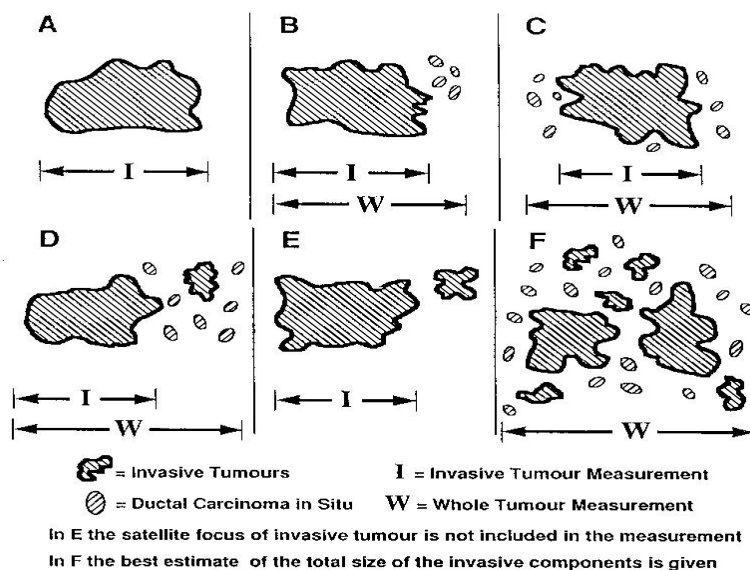 A
B
C
I
I
I
W
W
D
E
F
I
I
W
W
= Invasive Tumours
I = Invasive Tumour Measurement
= Ductal Carcinoma in Situ
W = Whole Tumour Measurement
In E the satellite focus of invasive tumour is not included in the measurement
In F the best estimate of the total size of the invasive components is given